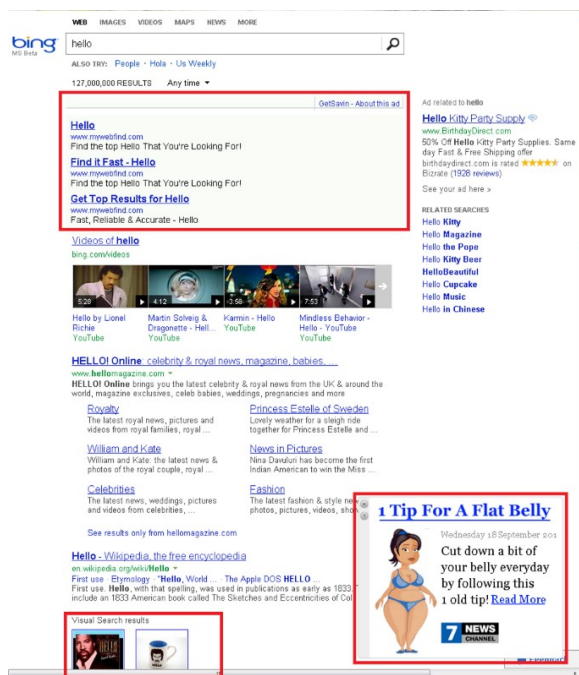 WEB IMAGES VIDEOS MAPS NEWS MORE
bing
MS Beta
hello
ALSO TRY: People · Hola · Us Weekly
127,000,000 RESULTS Any time
GetSavin - About this ad
Hello
www.mywebfind.com
Find the top Hello That You're Looking For!
Find it Fast - Hello
www.mywebfind.com
Find the top Hello That You're Looking For!
Get Top Results for Hello
www.mywebfind.com
Fast, Reliable & Accurate - Hello
Ad related to hello
Hello Kitty Party Supply
www.BirthdayDirect.com
50% Off Hello Kitty Party Supplies. Same
day Fast & Free Shipping offer
birthdaydirect.com is rated on
Bizrate (1928 reviews)
See your ad here »
RELATED SEARCHES
Hello Kitty
Hello Magazine
Hello the Pope
Hello Kitty Beer
HelloBeautiful
Hello Cupcake
Hello Music
Hello in Chinese
Videos of hello
bing.com/videos
5:28 4:12 3:56 7:53
Hello by Lionel
Richie
YouTube
Martin Solveig &
Dragonette - Hell...
YouTube
Karmin - Hello
YouTube
Mindless Behavior -
Hello - YouTube
YouTube
HELLO! Online: celebrity & royal news, magazine, babies, ...
www.hellomagazine.com
HELLO! Online brings you the latest celebrity & royal news from the UK & around the
world, magazine exclusives, celeb babies, weddings, pregnancies and more
Royalty
The latest royal news, pictures and
videos from royal families, royal ...
Princess Estelle of Sweden
Lovely weather for a sleigh ride
together for Princess Estelle and ...
William and Kate
William and Kate: the latest news &
photos of the royal couple, royal ...
News in Pictures
Nina Davuluri has become the first
Indian American to win the Miss ...
Celebrities
The latest news, weddings, pictures
and videos from celebrities, ...
Fashion
The latest fashion & style
photos, pictures, videos,
See results only from hellomagazine.com
Hello - Wikipedia, the free encyclopedia
en.wikipedia.org/wiki/Hello
First use · Etymology · "Hello, World ... · The Apple DOS HELLO ...
First use. Hello, with that spelling, was used in publications as early as 1833.
include an 1833 American book called The Sketches and Eccentricities of Col
Visual Search results
HELLO
1 Tip For A Flat Belly
Wednesday 18 September 201
Cut down a bit of
your belly everyday
by following this
1 old tip! Read More
7 NEWS
CHANNEL